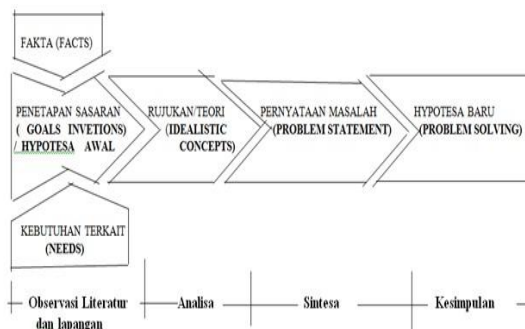 FAKTA (FACTS)
PENETAPAN SASARAN
( GOALS INVETIONS)
/ HYPOTESA AWAL
RUJUKAN/TEORI
(IDEALISTIC
CONCEPTS)
PERNYATAAN MASALAH
(PROBLEM STATEMENT)
HYPOTESA BARU
(PROBLEM SOLVING)
KEBUTUHAN TERKAIT
(NEEDS)
Observasi Literatur
dan lapangan
Analisa
Sintesa
Kesimpulan